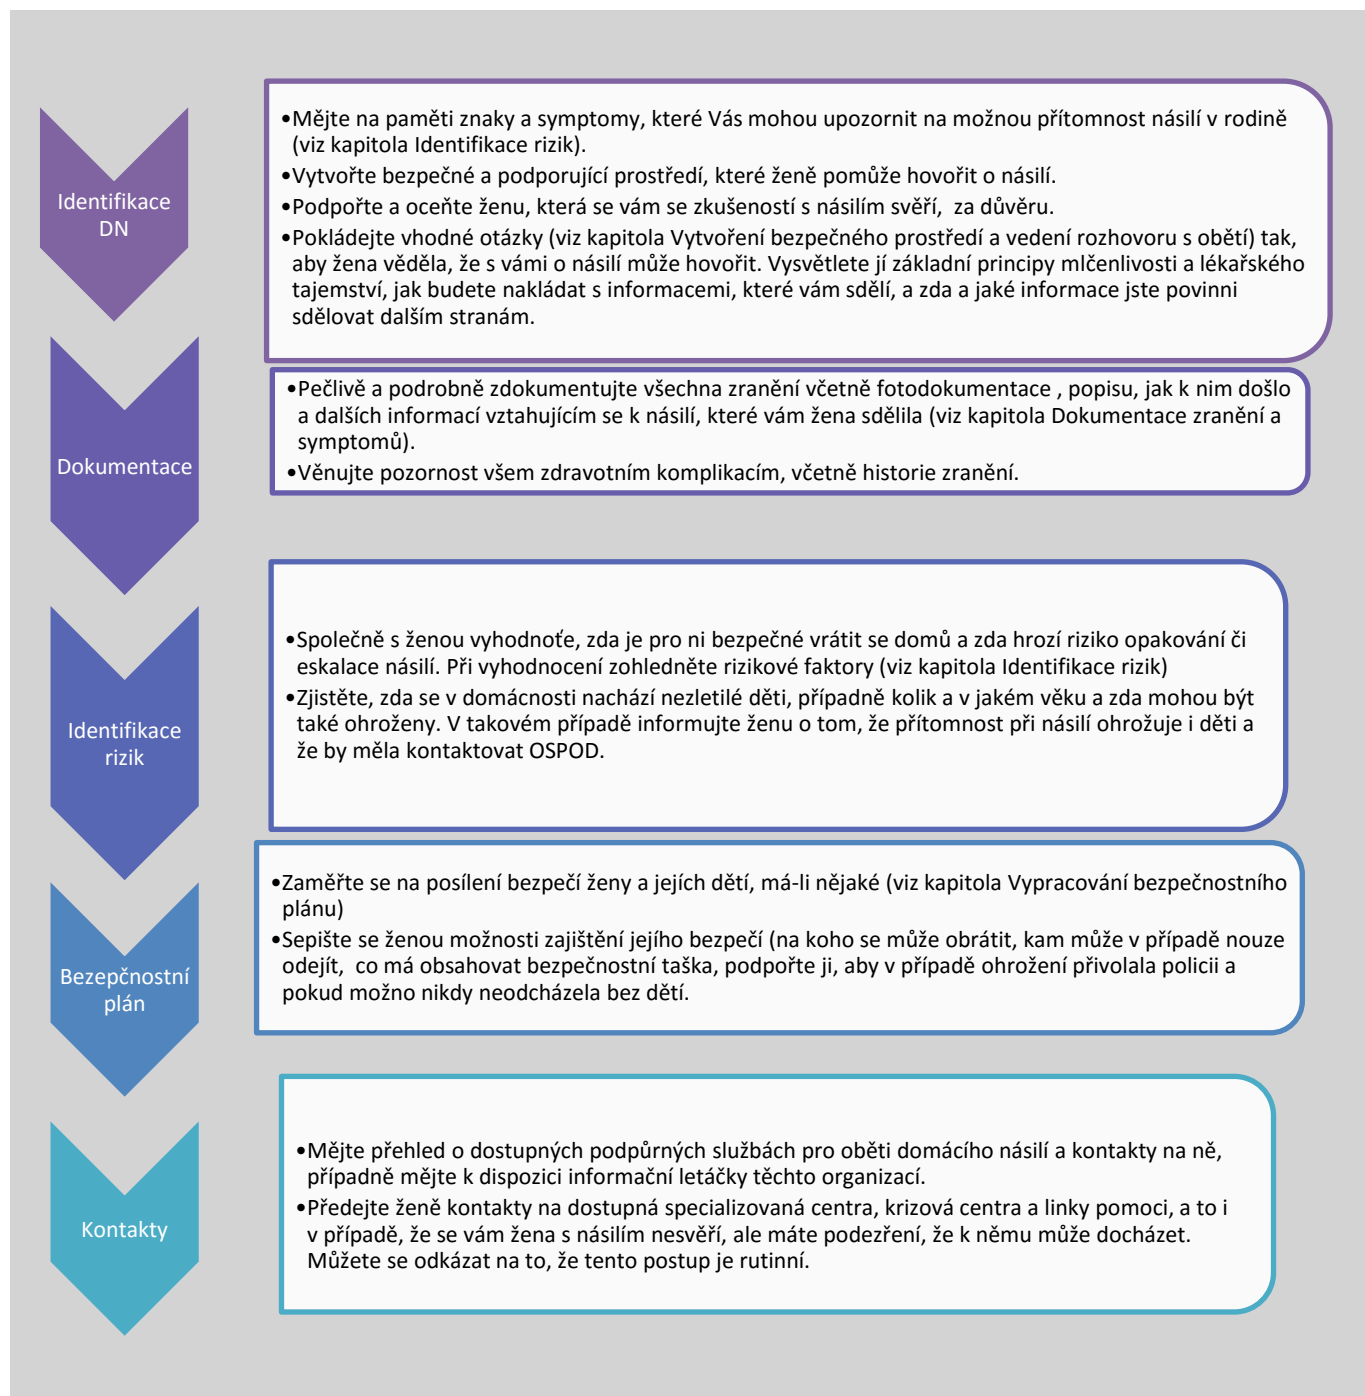 Identifikace
DN
•Mějte na paměti znaky a symptomy, které Vás mohou upozornit na možnou přítomnost násilí v rodině
(viz kapitola Identifikace rizik).
•Vytvořte bezpečné a podporující prostředí, které ženě pomůže hovořit o násilí.
•Podpořte a oceňte ženu, která se vám se zkušeností s násilím svěří,  za důvěru.
•Pokládejte vhodné otázky (viz kapitola Vytvoření bezpečného prostředí a vedení rozhovoru s obětí) tak,
aby žena věděla, že s vámi o násilí může hovořit. Vysvětlete jí základní principy mlčenlivosti a lékařského
tajemství, jak budete nakládat s informacemi, které vám sdělí, a zda a jaké informace jste povinni
sdělovat dalším stranám.
Dokumentace
•Pečlivě a podrobně zdokumentujte všechna zranění včetně fotodokumentace , popisu, jak k nim došlo
a dalších informací vztahujícím se k násilí, které vám žena sdělila (viz kapitola Dokumentace zranění a
symptomů).
•Věnujte pozornost všem zdravotním komplikacím, včetně historie zranění.
Identifikace
rizik
•Společně s ženou vyhodnoťe, zda je pro ni bezpečné vrátit se domů a zda hrozí riziko opakování či
eskalace násilí. Při vyhodnocení zohledněte rizikové faktory (viz kapitola Identifikace rizik)
•Zjistěte, zda se v domácnosti nachází nezletilé děti, případně kolik a v jakém věku a zda mohou být
také ohroženy. V takovém případě informujte ženu o tom, že přítomnost při násilí ohrožuje i děti a
že by měla kontaktovat OSPOD.
Bezepčnostní
plán
•Zaměřte se na posílení bezpečí ženy a jejích dětí, má-li nějaké (viz kapitola Vypracování bezpečnostního
plánu)
•Sepište se ženou možnosti zajištění jejího bezpečí (na koho se může obrátit, kam může v případě nouze
odejít,  co má obsahovat bezpečnostní taška, podpořte ji, aby v případě ohrožení přivolala policii a
pokud možno nikdy neodcházela bez dětí.
Kontakty
•Mějte přehled o dostupných podpůrných službách pro oběti domácího násilí a kontakty na ně,
případně mějte k dispozici informační letáčky těchto organizací.
•Předejte ženě kontakty na dostupná specializovaná centra, krizová centra a linky pomoci, a to i
v případě, že se vám žena s násilím nesvěří, ale máte podezření, že k němu může docházet.
Můžete se odkázat na to, že tento postup je rutinní.